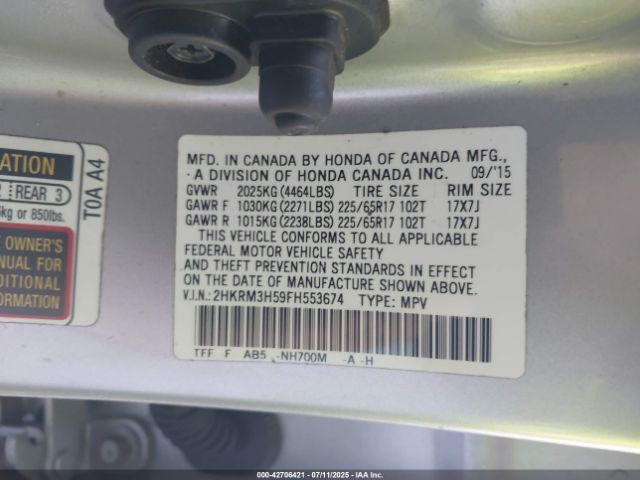 ATION
REAR 3
kg or 850lbs.
OWNER'S
NUAL FOR
DITIONAL
FORMATION
T0A A4
MFD. IN CANADA BY HONDA OF CANADA MFG.,
A DIVISION OF HONDA CANADA INC. 09/'15
GVWR 2025KG (4464LBS) TIRE SIZE RIM SIZE
GAWR F 1030KG (2271LBS) 225/65R17 102T 17X7J
GAWR R 1015KG (2238LBS) 225/65R17 102T 17X7J
THIS VEHICLE CONFORMS TO ALL APPLICABLE
FEDERAL MOTOR VEHICLE SAFETY
AND THEFT PREVENTION STANDARDS IN EFFECT
ON THE DATE OF MANUFACTURE SHOWN ABOVE.
V.I.N.: 2HKRM3H59FH553674 TYPE: MPV
TFF F AB5 -NH700M -A -H
000-42706421 - 07/11/2025 - IAA Inc.